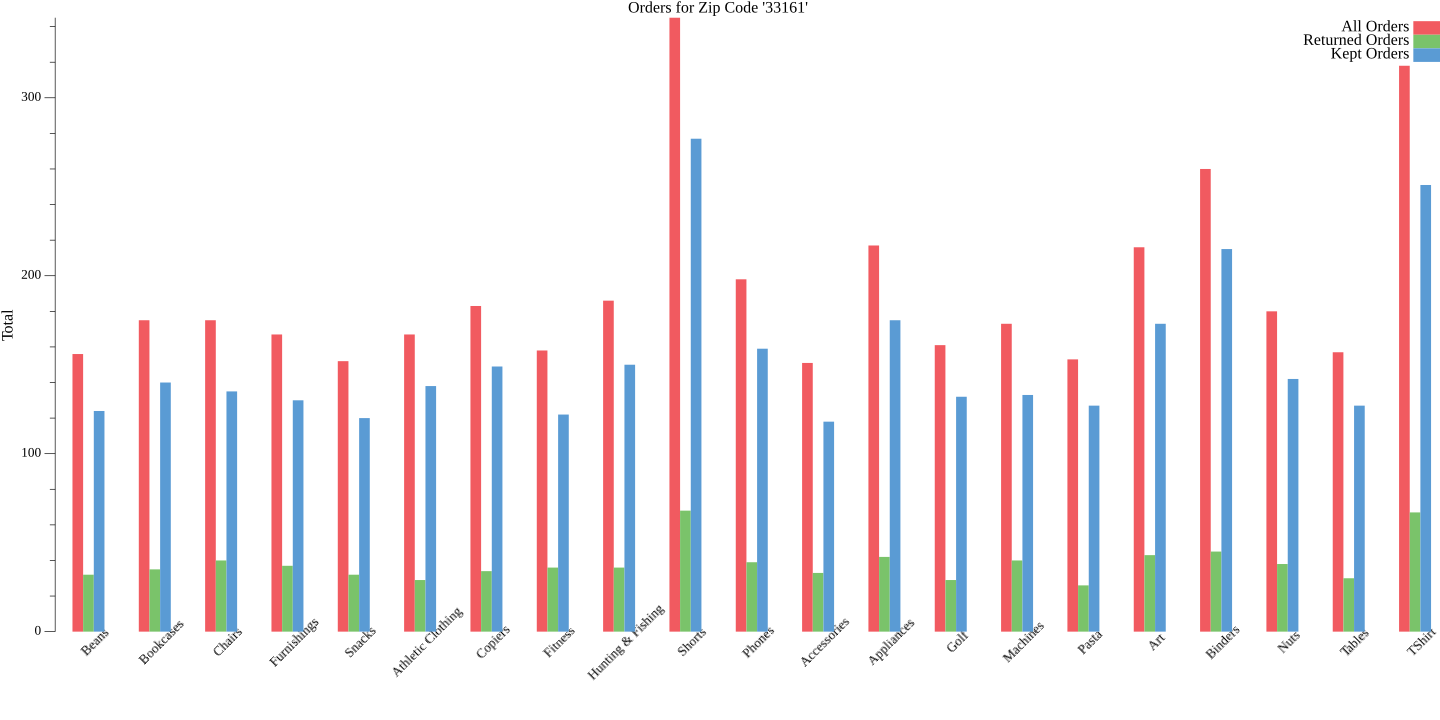 Orders for Zip Code '33161'
All Orders
Returned Orders
Kept Orders
Total
300
200
100
0
Beans
Bookcases
Chairs
Furnishings
Snacks
Athletic Clothing
Copiers
Fitness
Hunting & Fishing
Shorts
Phones
Accessories
Appliances
Golf
Machines
Pasta
Art
Binders
Nuts
Tables
TShirt